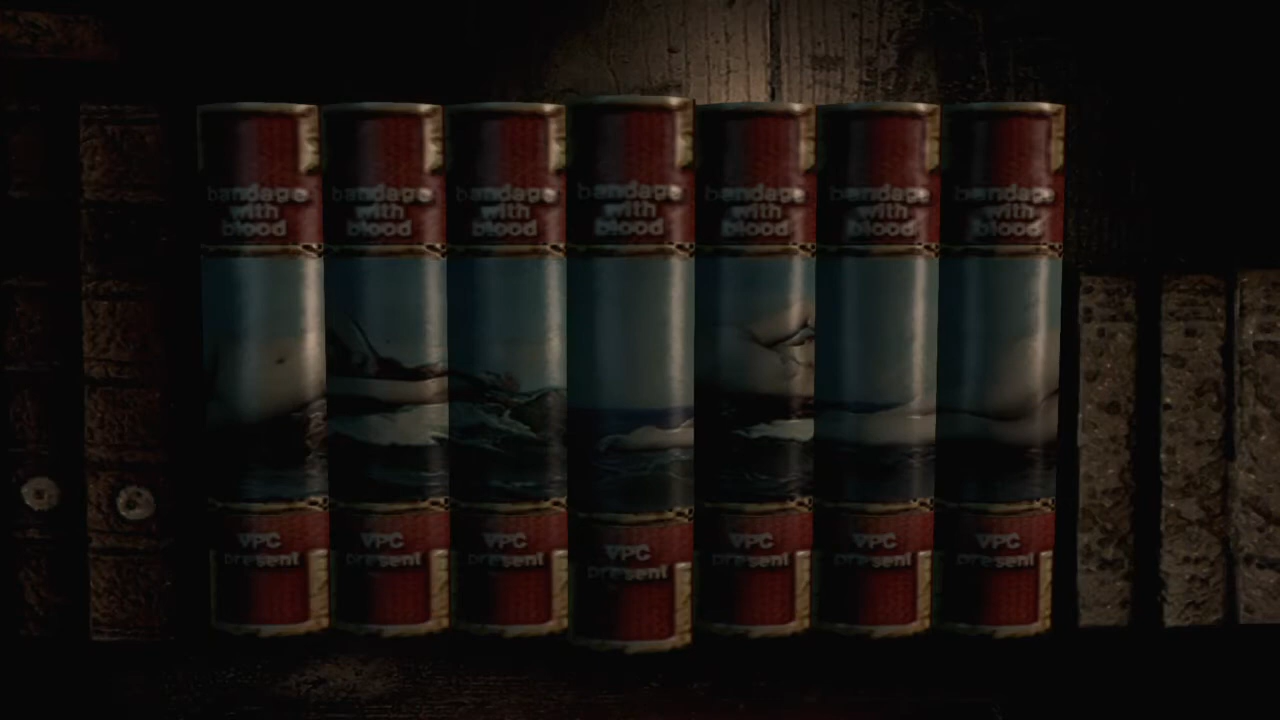 bandage
with
blood
bandage
with
blood
bandage
with
blood
bandage
with
blood
bandage
with
blood
bandage
with
blood
bandage
with
blood
VPC
present
VPC
present
VPC
present
VPC
present
VPC
present
VPC
present
VPC
present